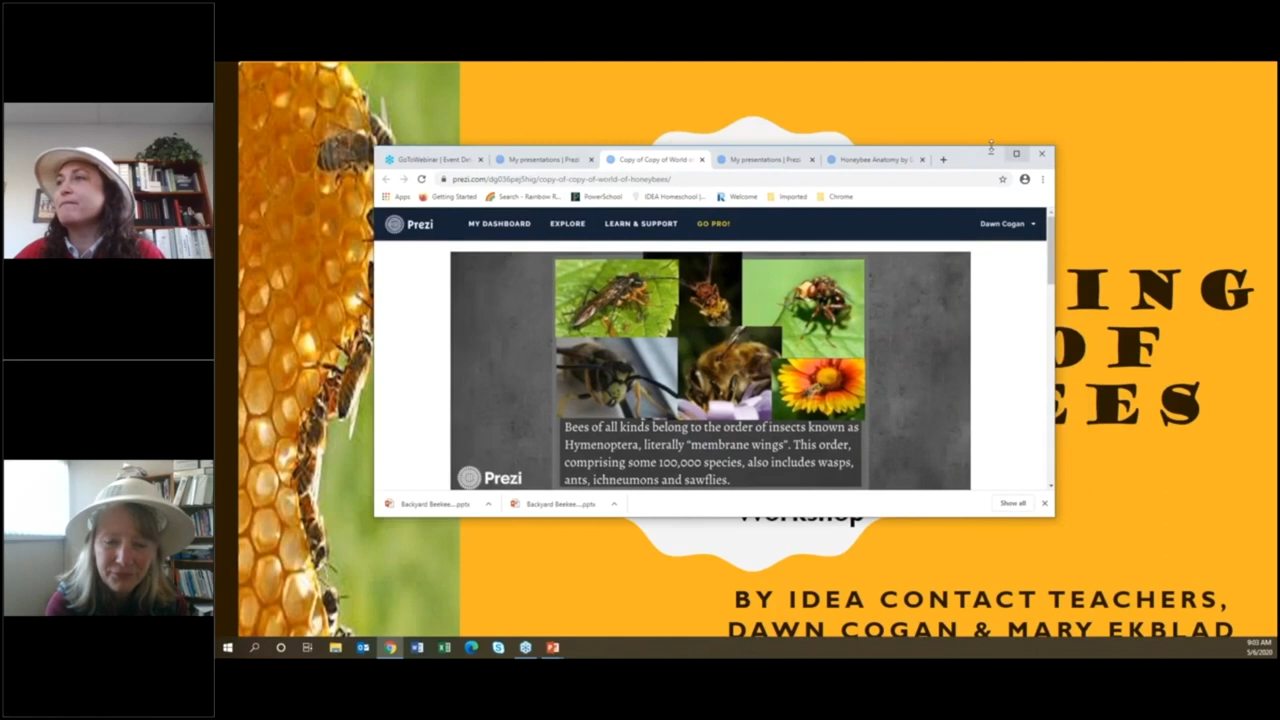 GoToWebinar | Event De
My presentations | Prezi
Copy of Copy of World o
My presentations | Prezi
Honeybee Anatomy by
prezi.com/dg036pej5hig/copy-of-copy-of-world-of-honeybees/
Apps
Getting Started
Search - Rainbow R...
PowerSchool
IDEA Homeschool |...
Welcome
Imported
Chrome
Prezi
MY DASHBOARD
EXPLORE
LEARN & SUPPORT
GO PRO!
Dawn Cogan
Bees of all kinds belong to the order of insects known as
Hymenoptera, literally “membrane wings”. This order,
comprising some 100,000 species, also includes wasps,
ants, ichneumons and sawflies.
Prezi
Backyard Beekee....pptx
Backyard Beekee....pptx
Show all
ING
OF
EES
Workshop
BY IDEA CONTACT TEACHERS,
DAWN COGAN & MARY EKBLAD
9:03 AM
5/6/2020